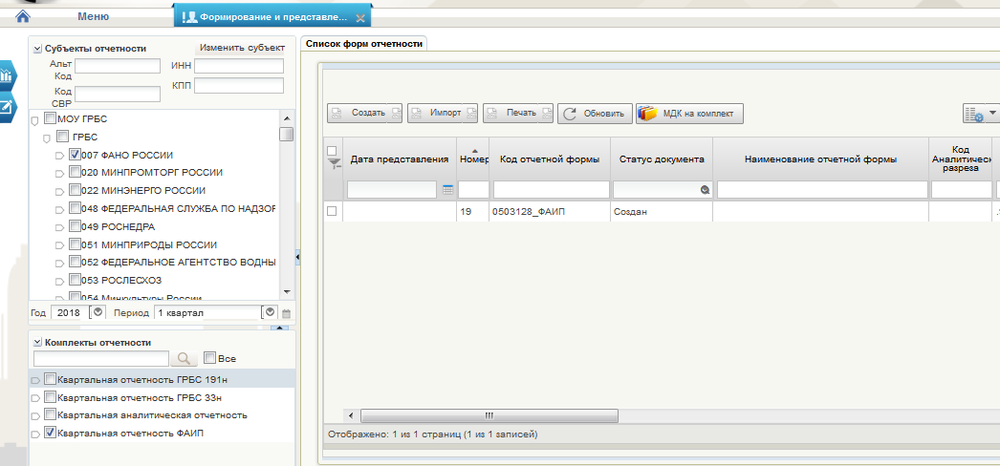 Меню
Формирование и представле...
Субъекты отчетности
Изменить субъект
Альт Код
ИНН
Код СВР
КПП
МОУ ГРБС
ГРБС
007 ФАНО РОССИИ
020 МИНПРОМТОРГ РОССИИ
022 МИНЭНЕРГО РОССИИ
048 ФЕДЕРАЛЬНАЯ СЛУЖБА ПО НАДЗОР
049 РОСНЕДРА
051 МИНПРИРОДЫ РОССИИ
052 ФЕДЕРАЛЬНОЕ АГЕНТСТВО ВОДНЫ
053 РОСЛЕСХОЗ
054 Минкультуры России
Год 2018 Период 1 квартал
Комплекты отчетности
Все
Квартальная отчетность ГРБС 191н
Квартальная отчетность ГРБС 33н
Квартальная аналитическая отчетность
Квартальная отчетность ФАИП
Список форм отчетности
Создать Импорт Печать Обновить МДК на комплект
Дата представления Номер Код отчетной формы Статус документа Наименование отчетной формы Код Аналитическ разреза
19 0503128_ФАИП Создан
Отображено: 1 из 1 страниц (1 из 1 записей)